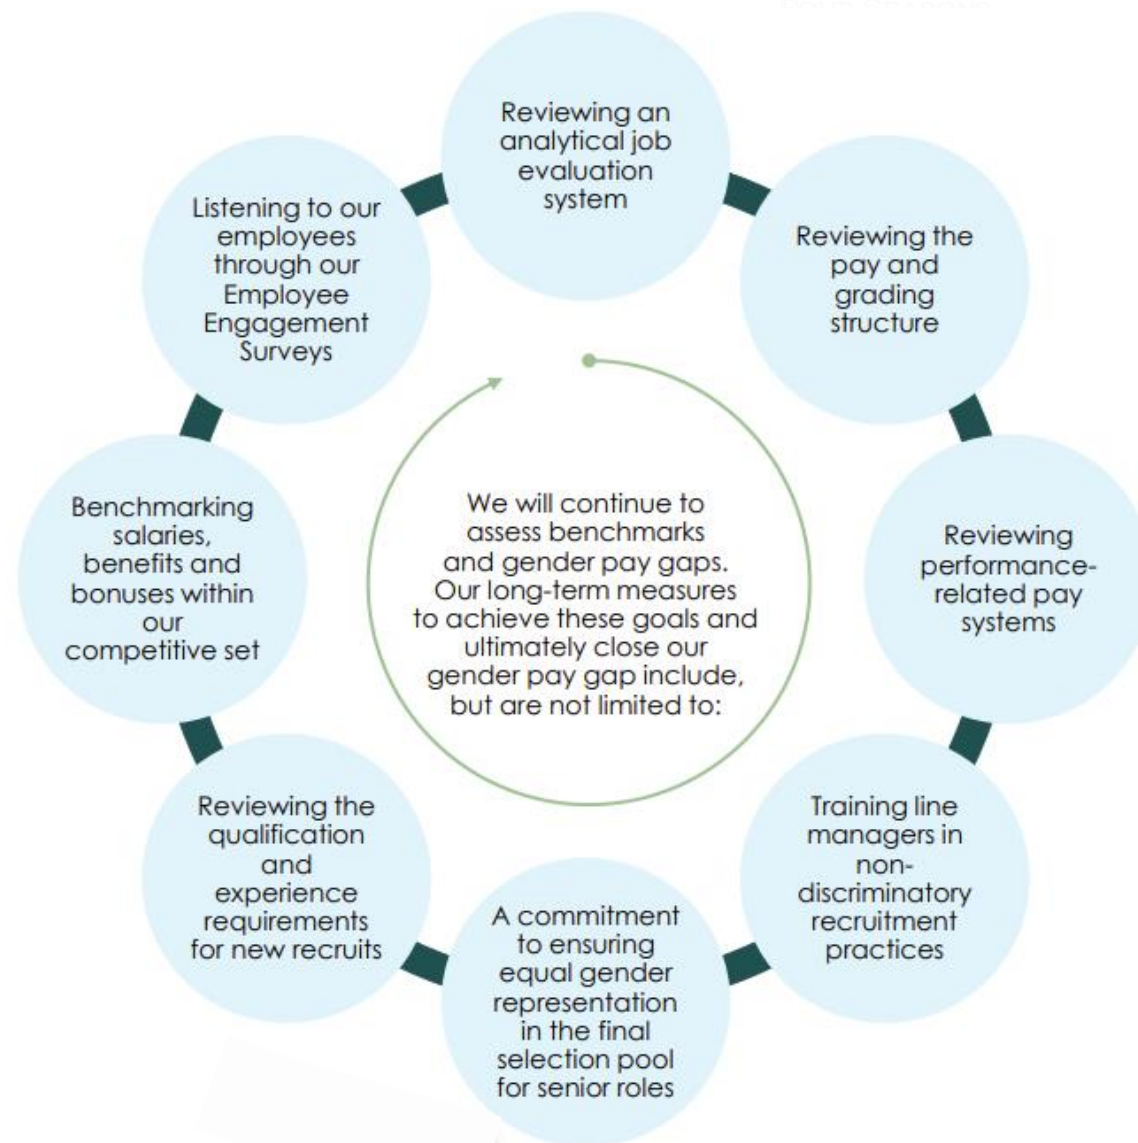 Reviewing an
analytical job
evaluation
system
Reviewing the
pay and
grading
structure
Reviewing
performance-
related pay
systems
Training line
managers in
non-
discriminatory
recruitment
practices
A commitment
to ensuring
equal gender
representation
in the final
selection pool
for senior roles
Reviewing the
qualification
and
experience
requirements
for new recruits
Benchmarking
salaries,
benefits and
bonuses within
our
competitive set
Listening to our
employees
through our
Employee
Engagement
Surveys
We will continue to
assess benchmarks
and gender pay gaps.
Our long-term measures
to achieve these goals and
ultimately close our
gender pay gap include,
but are not limited to: